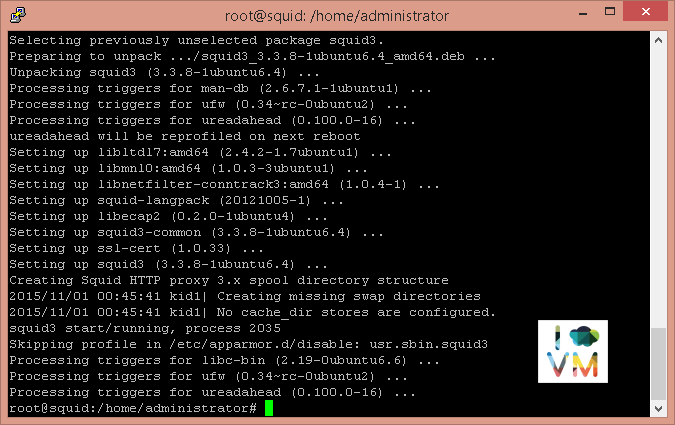 root@squid: /home/administrator
Selecting previously unselected package squid3.
Preparing to unpack .../squid3_3.3.8-1ubuntu6.4_amd64.deb ...
Unpacking squid3 (3.3.8-1ubuntu6.4) ...
Processing triggers for man-db (2.6.7.1-1ubuntu1) ...
Processing triggers for ufw (0.34~rc-0ubuntu2) ...
Processing triggers for ureadahead (0.100.0-16) ...
ureadahead will be reprofiled on next reboot
Setting up libltdl7:amd64 (2.4.2-1.7ubuntu1) ...
Setting up libmnl0:amd64 (1.0.3-3ubuntu1) ...
Setting up libnetfilter-conntrack3:amd64 (1.0.4-1) ...
Setting up squid-langpack (20121005-1) ...
Setting up libecap2 (0.2.0-1ubuntu4) ...
Setting up squid3-common (3.3.8-1ubuntu6.4) ...
Setting up ssl-cert (1.0.33) ...
Setting up squid3 (3.3.8-1ubuntu6.4) ...
Creating Squid HTTP proxy 3.x spool directory structure
2015/11/01 00:45:41 kid1| Creating missing swap directories
2015/11/01 00:45:41 kid1| No cache_dir stores are configured.
squid3 start/running, process 2035
Skipping profile in /etc/apparmor.d/disable: usr.sbin.squid3
Processing triggers for libc-bin (2.19-0ubuntu6.6) ...
Processing triggers for ufw (0.34~rc-0ubuntu2) ...
Processing triggers for ureadahead (0.100.0-16) ...
root@squid:/home/administrator#
I
VM